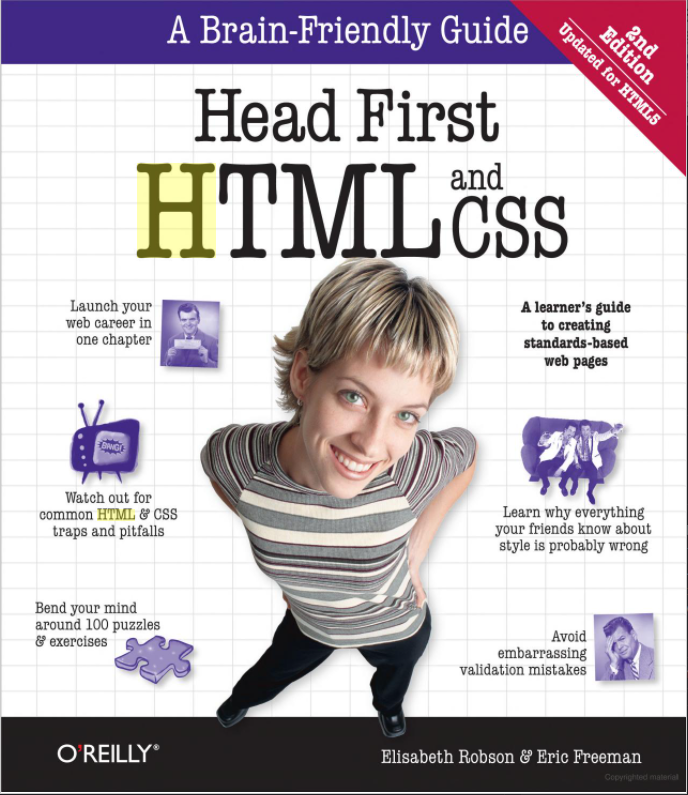 A Brain-Friendly Guide
2nd
Edition
Updated for HTML5
Head First
HTML and
CSS
Launch your
web career in
one chapter
A learner's guide
to creating
standards-based
web pages
BANG!
Watch out for
common HTML & CSS
traps and pitfalls
Learn why everything
your friends know about
style is probably wrong
Bend your mind
around 100 puzzles
& exercises
Avoid
embarrassing
validation mistakes
O'REILLY®
Elisabeth Robson & Eric Freeman
Copyrighted material